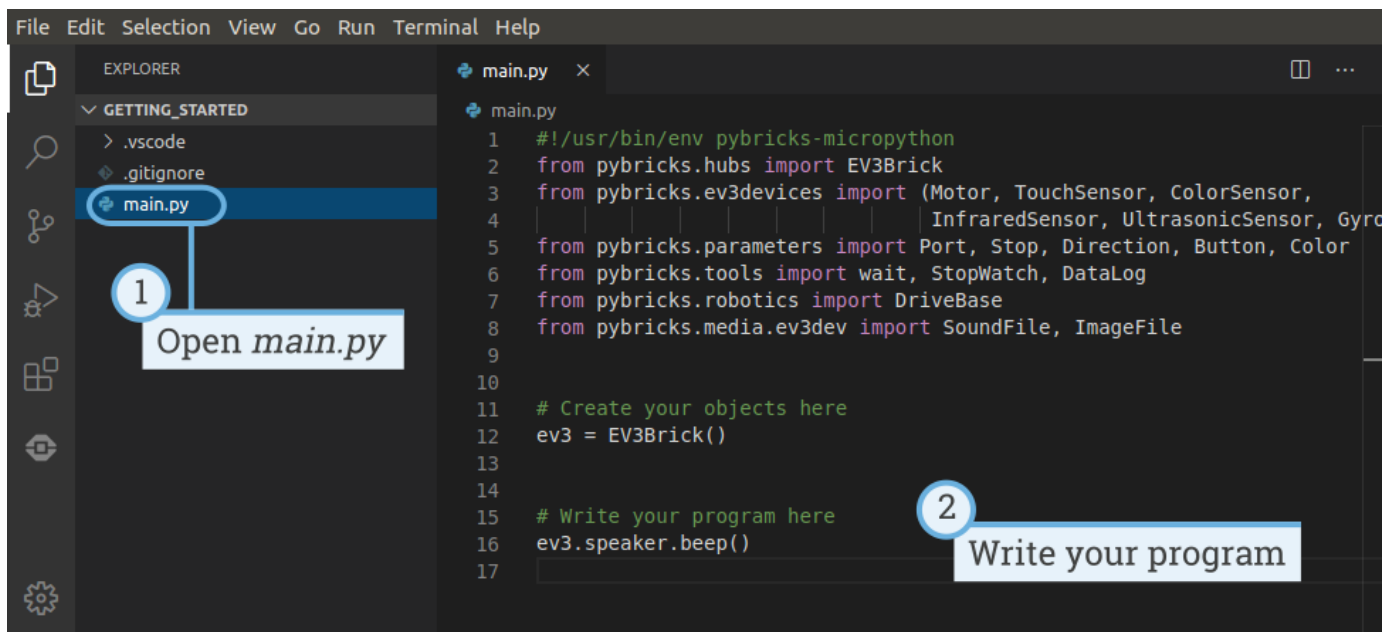 File Edit Selection View Go Run Terminal Help
EXPLORER
GETTING_STARTED
.vscode
.gitignore
main.py
1
Open main.py
main.py
main.py
1 #!/usr/bin/env pybricks-micropython
2 from pybricks.hubs import EV3Brick
3 from pybricks.ev3devices import (Motor, TouchSensor, ColorSensor,
4 InfraredSensor, UltrasonicSensor, Gyro
5 from pybricks.parameters import Port, Stop, Direction, Button, Color
6 from pybricks.tools import wait, StopWatch, DataLog
7 from pybricks.robotics import DriveBase
8 from pybricks.media.ev3dev import SoundFile, ImageFile
9
10
11 # Create your objects here
12 ev3 = EV3Brick()
13
14
15 # Write your program here
16 ev3.speaker.beep()
17
2
Write your program